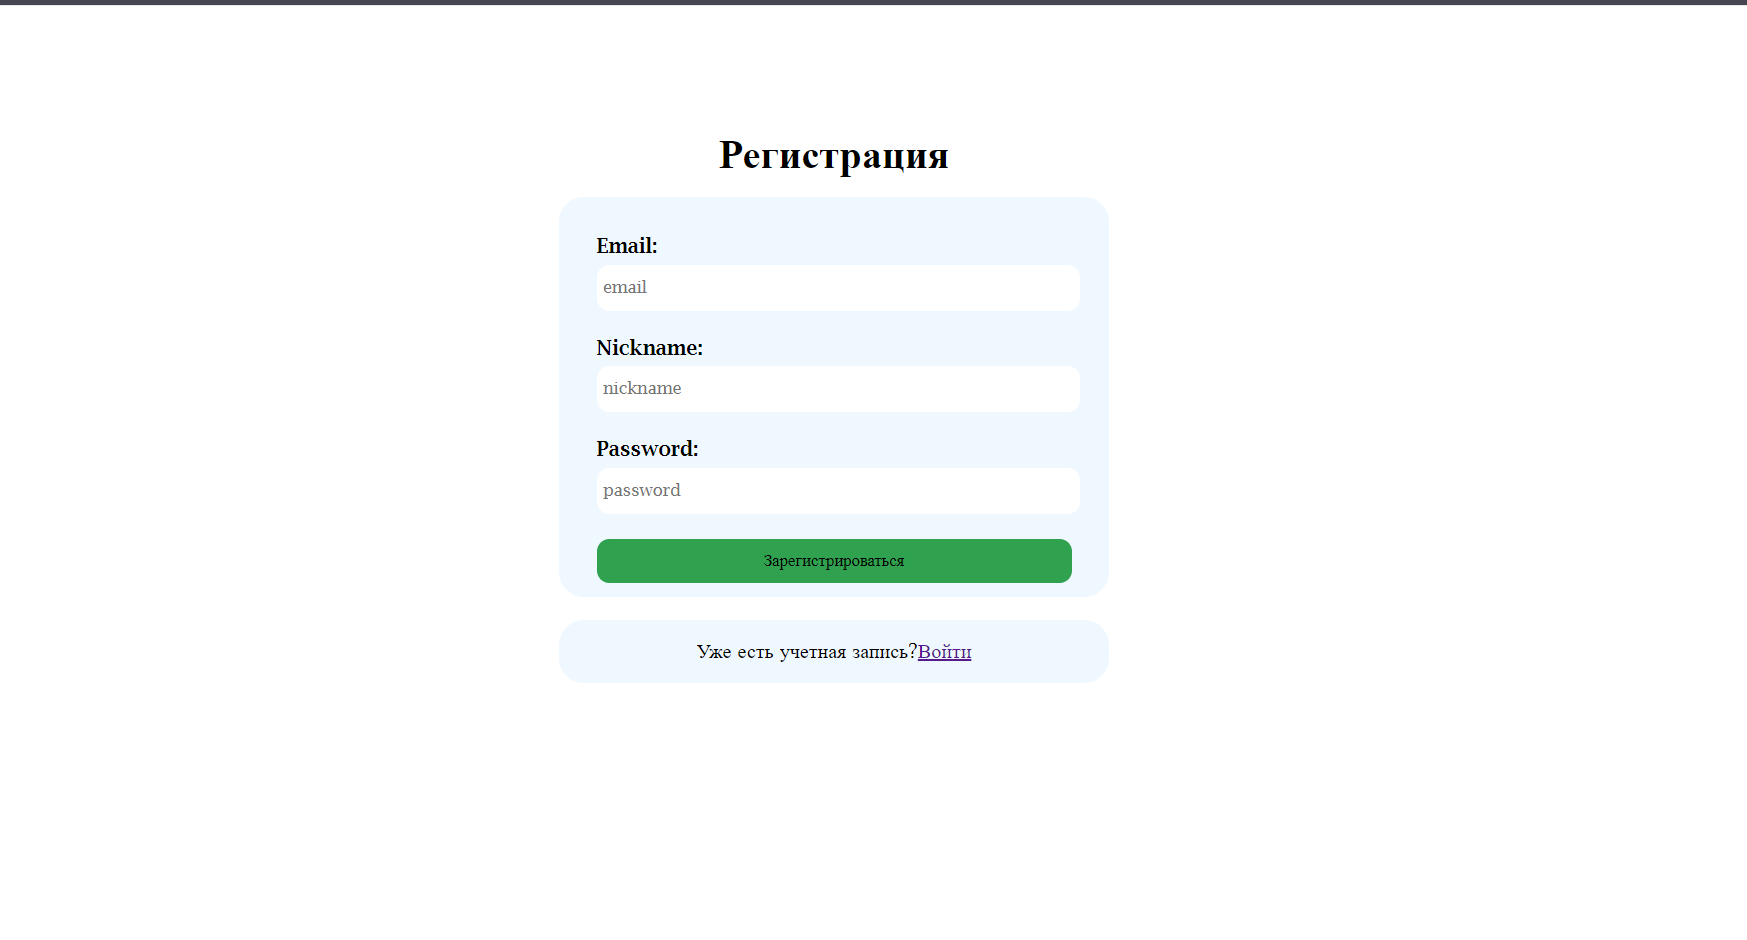 Регистрация
Email:
email
Nickname:
nickname
Password:
password
Зарегистрироваться
Уже есть учетная запись?Войти